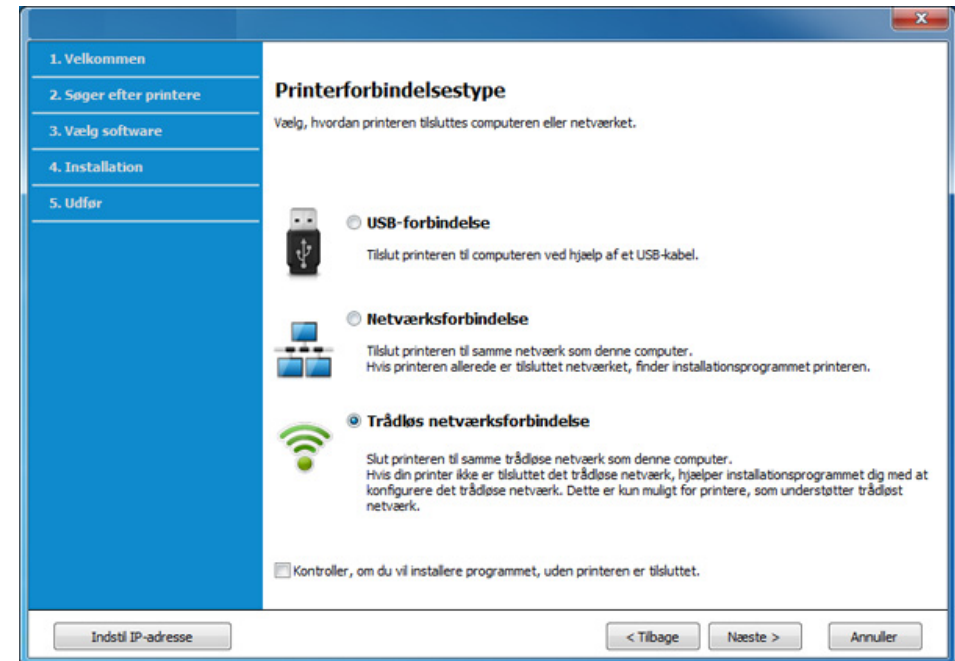 1. Velkommen
2. Søger efter printere
3. Vælg software
4. Installation
5. Udfør
Printerforbindelsestype
Vælg, hvordan printeren tilsluttes computeren eller netværket.
USB-forbindelse
Tilslut printeren til computeren ved hjælp af et USB-kabel.
Netværksforbindelse
Tilslut printeren til samme netværk som denne computer.
Hvis printeren allerede er tilsluttet netværket, finder installationsprogrammet printeren.
Trådløs netværksforbindelse
Slut printeren til samme trådløse netværk som denne computer.
Hvis din printer ikke er tilsluttet det trådløse netværk, hjælper installationsprogrammet dig med at
konfigurere det trådløse netværk. Dette er kun muligt for printere, som understøtter trådløst
netværk.
Kontroller, om du vil installere programmet, uden printeren er tilsluttet.
Indstil IP-adresse
< Tilbage
Næste >
Annuller